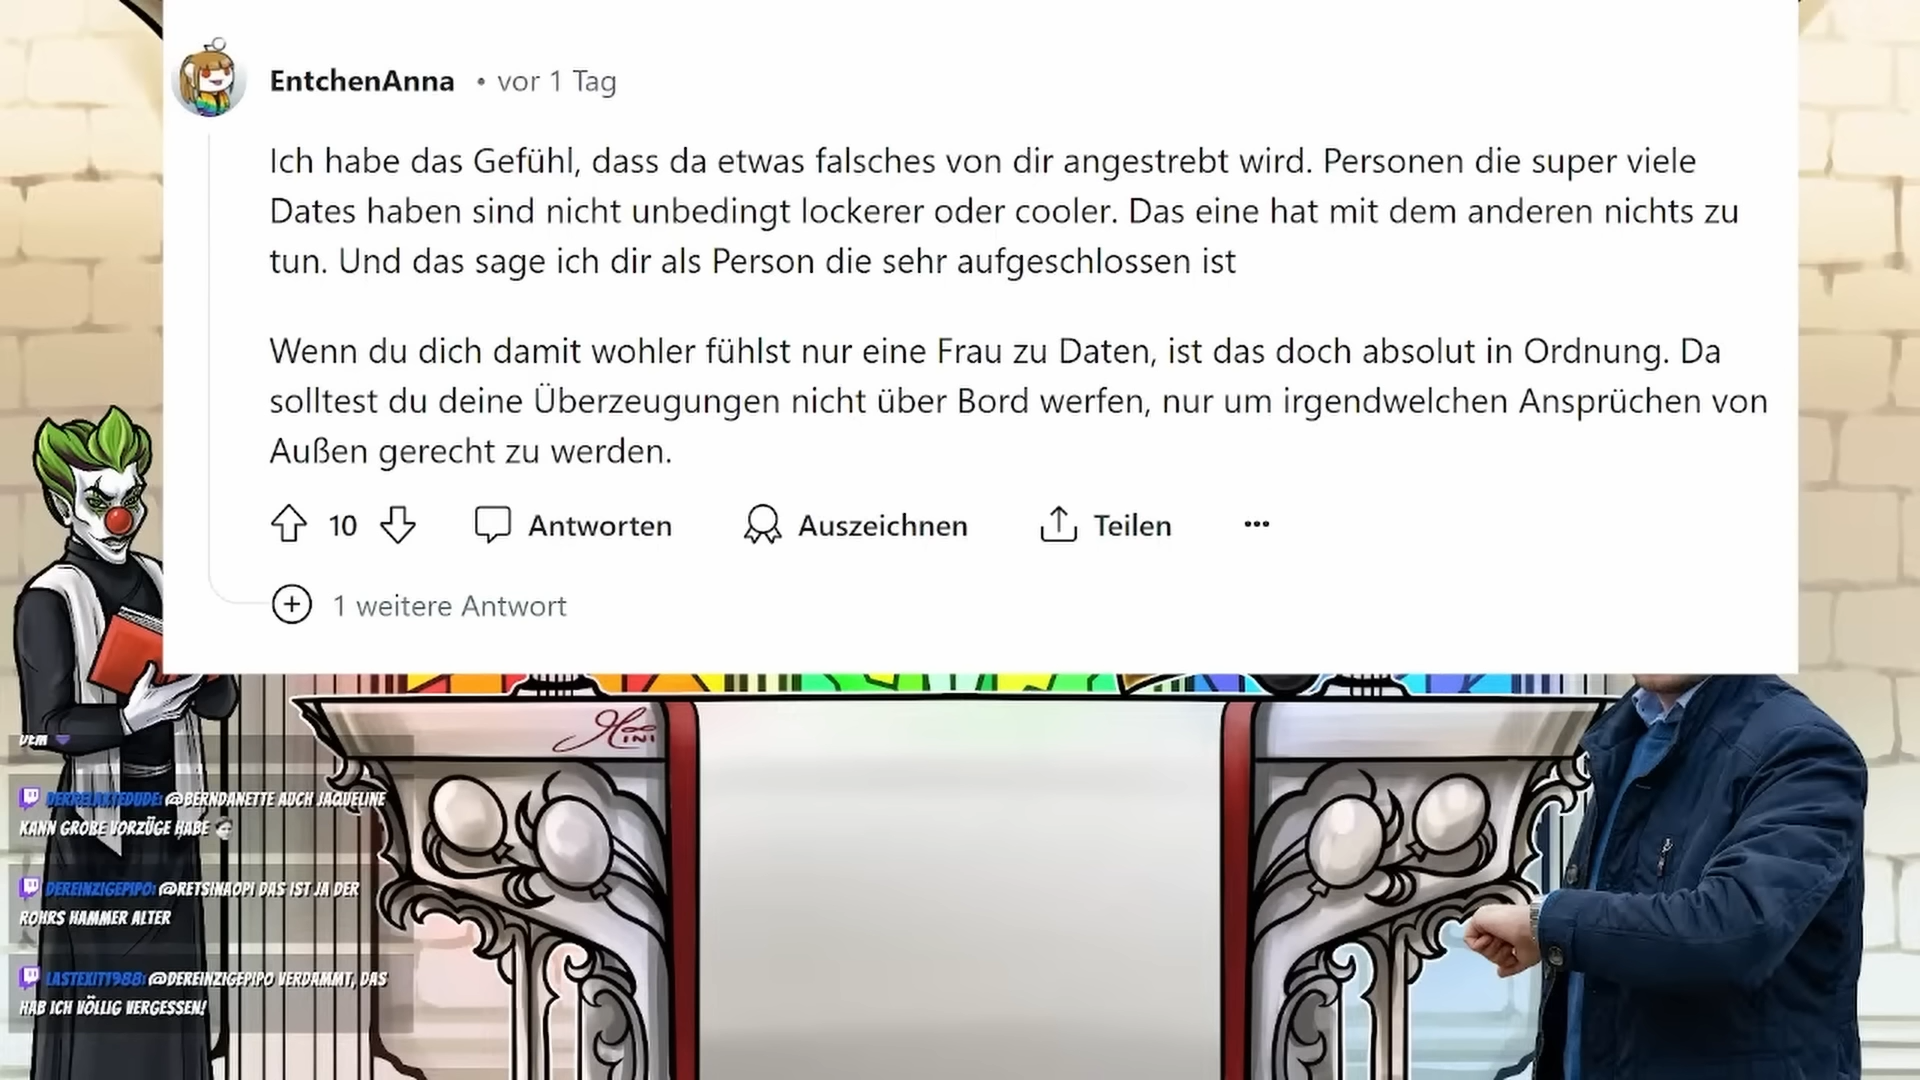 EntchenAnna • vor 1 Tag
Ich habe das Gefühl, dass da etwas falsches von dir angestrebt wird. Personen die super viele
Dates haben sind nicht unbedingt lockerer oder cooler. Das eine hat mit dem anderen nichts zu
tun. Und das sage ich dir als Person die sehr aufgeschlossen ist
Wenn du dich damit wohler fühlst nur eine Frau zu Daten, ist das doch absolut in Ordnung. Da
solltest du deine Überzeugungen nicht über Bord werfen, nur um irgendwelchen Ansprüchen von
Außen gerecht zu werden.
10 Antworten Auszeichnen Teilen •••
1 weitere Antwort
DERRELAXTEDUDE: @BERNDANETTE AUCH JAQUELINE
KANN GROBE VORZÜGE HABE
DEREINZIGEPIPO: @RETSINAOPI DAS IST JA DER
ROHRS HAMMER ALTER
LASTEXIT1988: @DEREINZIGEPIPO VERDAMMT, DAS
HAB ICH VÖLLIG VERGESSEN!